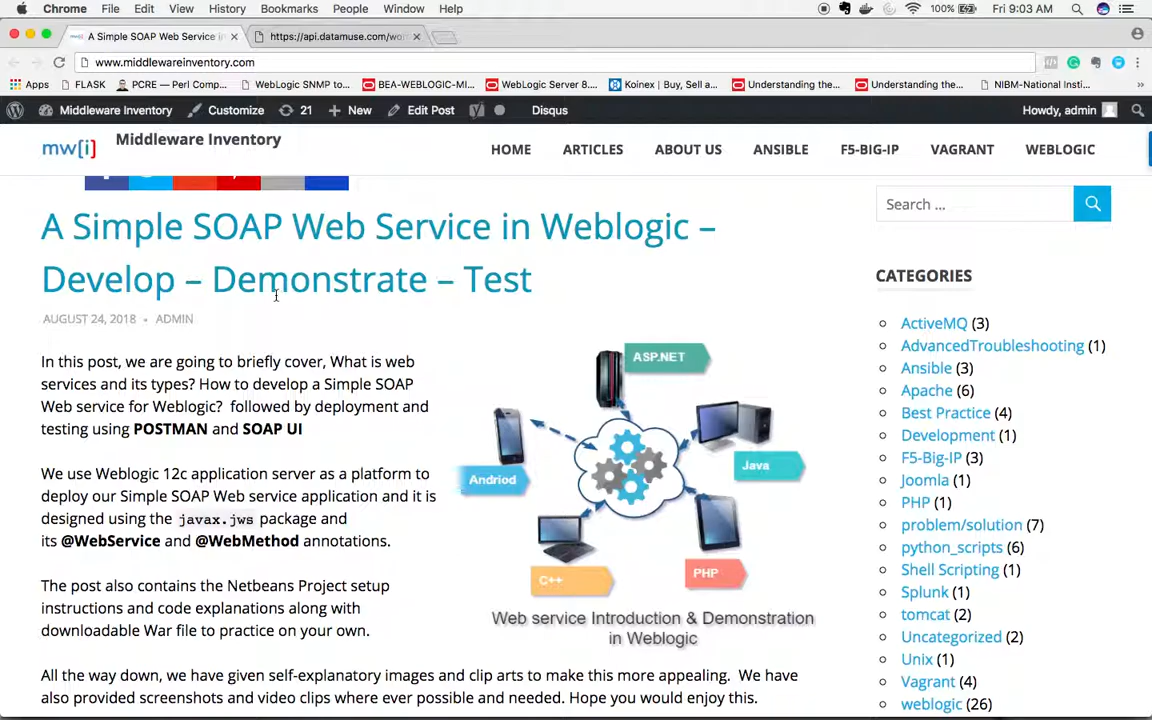 Chrome File Edit View History Bookmarks People Window Help 100% Fri 9:03 AM
A Simple SOAP Web Service in
https://api.datamuse.com/wor
www.middlewareinventory.com
Apps FLASK PCRE — Perl Comp... WebLogic SNMP to... BEA-WEBLOGIC-MI... WebLogic Server 8.... Koinex | Buy, Sell a... Understanding the... Understanding the... NIBM-National Insti... »
Middleware Inventory Customize 21 New Edit Post Disqus Howdy, admin
mw[i] Middleware Inventory
HOME ARTICLES ABOUT US ANSIBLE F5-BIG-IP VAGRANT WEBLOGIC
A Simple SOAP Web Service in Weblogic –
Develop – Demonstrate – Test
AUGUST 24, 2018 • ADMIN
In this post, we are going to briefly cover, What is web
services and its types? How to develop a Simple SOAP
Web service for Weblogic? followed by deployment and
testing using POSTMAN and SOAP UI
We use Weblogic 12c application server as a platform to
deploy our Simple SOAP Web service application and it is
designed using the javax.jws package and
its @WebService and @WebMethod annotations.
The post also contains the Netbeans Project setup
instructions and code explanations along with
downloadable War file to practice on your own.
ASP.NET
Andriod
Java
C++
PHP
Web service Introduction & Demonstration
in Weblogic
All the way down, we have given self-explanatory images and clip arts to make this more appealing. We have
also provided screenshots and video clips where ever possible and needed. Hope you would enjoy this.
Search ...
CATEGORIES
ActiveMQ (3)
AdvancedTroubleshooting (1)
Ansible (3)
Apache (6)
Best Practice (4)
Development (1)
F5-Big-IP (3)
Joomla (1)
PHP (1)
problem/solution (7)
python_scripts (6)
Shell Scripting (1)
Splunk (1)
tomcat (2)
Uncategorized (2)
Unix (1)
Vagrant (4)
weblogic (26)